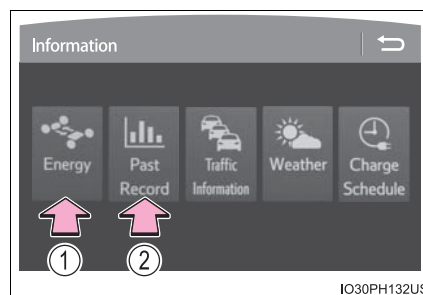 Information
Energy
Past
Record
Traffic
Information
Weather
Charge
Schedule
1
2
IO30PH132US